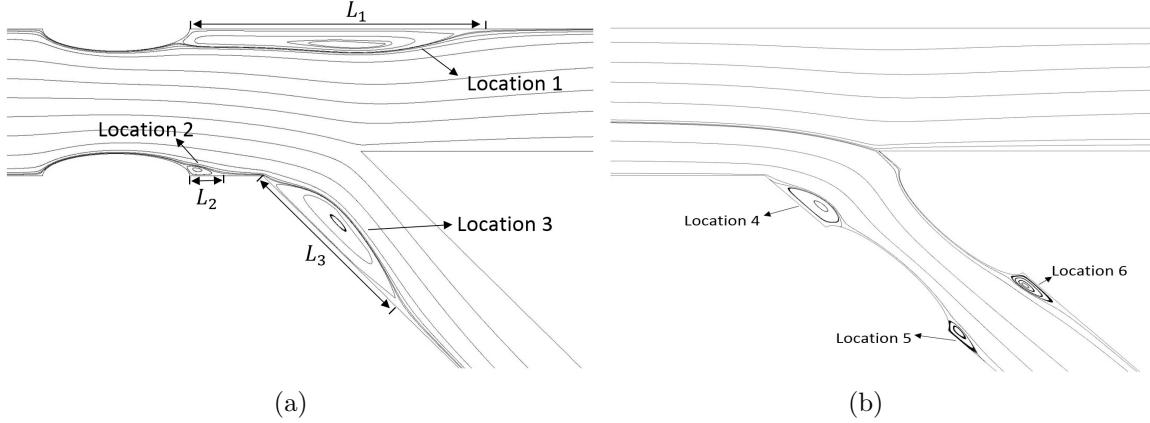 L₁
Location 1
Location 2
L₂
Location 3
L₃
(a)
Location 4
Location 6
Location 5
(b)